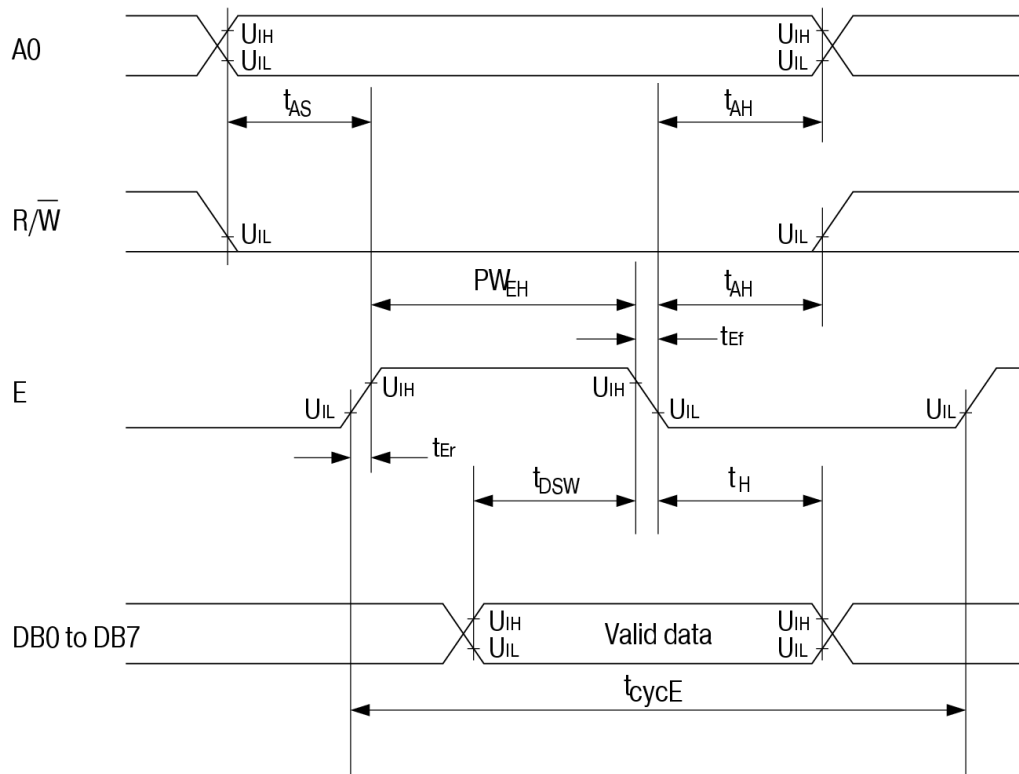 A0
UIH
UIL
UIH
UIL
tAS
tAH
R/W̅
UIL
UIL
PWEH
tAH
tEf
E
UIL
UIH
UIH
UIL
UIL
tEr
tDSW
tH
DB0 to DB7
UIH
UIL
Valid data
UIH
UIL
tcycE